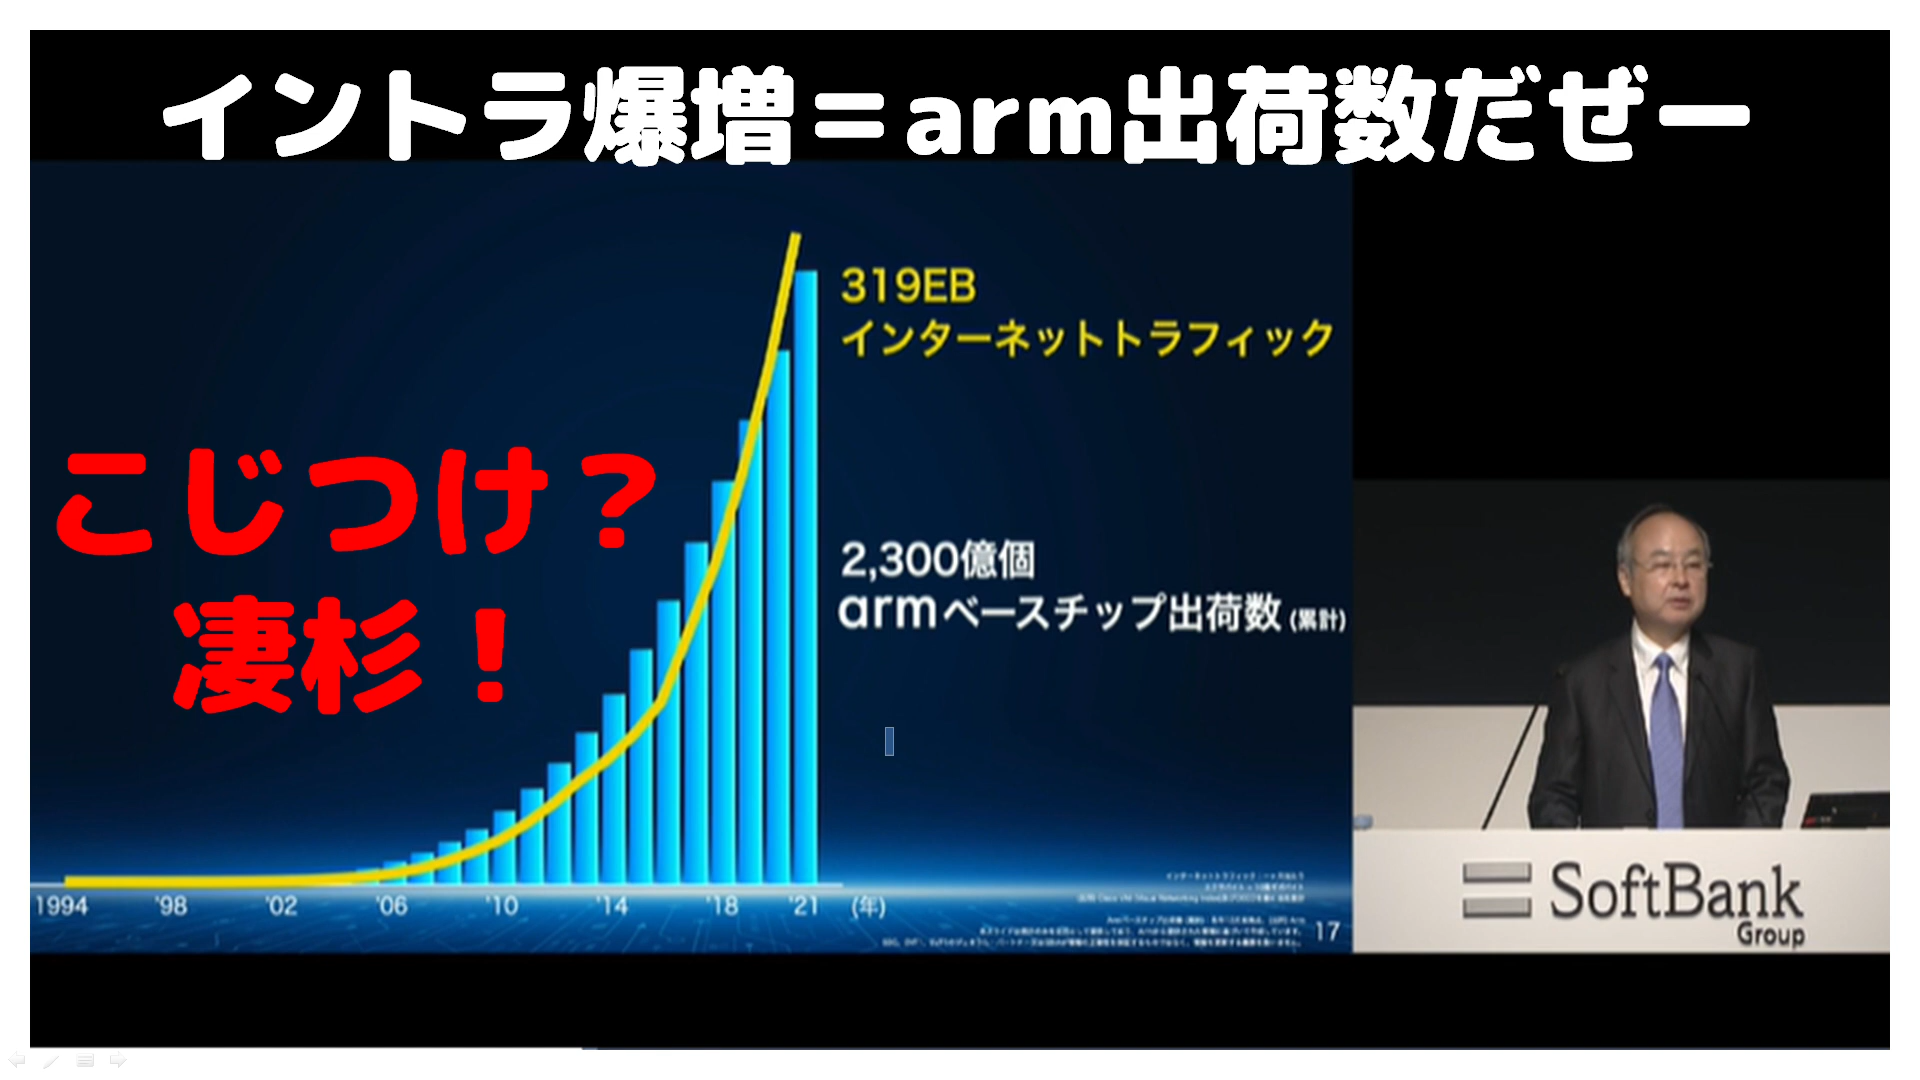 イントラ爆増＝arm出荷数だぜー
319EB
インターネットトラフィック
こじつけ？
凄杉！
2,300億個
armベースチップ出荷数 (累計)
1994 '98 '02 '06 '10 '14 '18 '21 (年)
17
SoftBank
Group